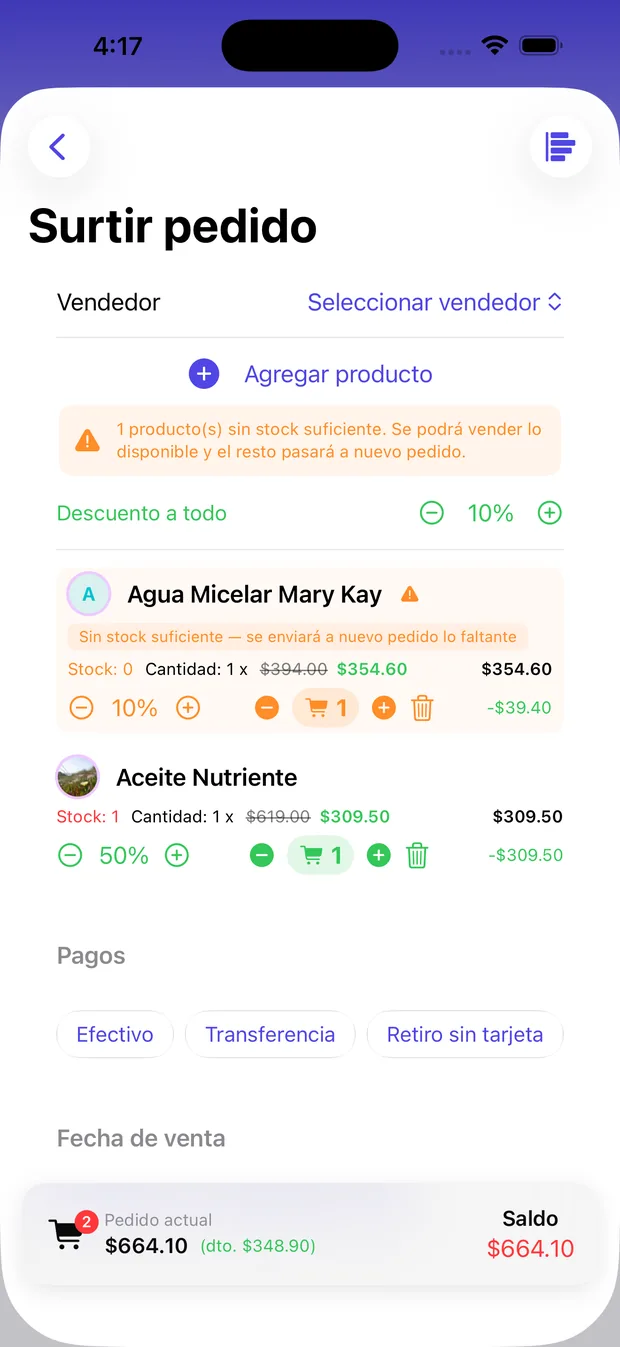 4:17
Surtir pedido
Vendedor Seleccionar vendedor
Agregar producto
1 producto(s) sin stock suficiente. Se podrá vender lo
disponible y el resto pasará a nuevo pedido.
Descuento a todo 10%
A Agua Micelar Mary Kay
Sin stock suficiente — se enviará a nuevo pedido lo faltante
Stock: 0 Cantidad: 1 x $394.00 $354.60 $354.60
10% 1 -$39.40
Aceite Nutriente
Stock: 1 Cantidad: 1 x $619.00 $309.50 $309.50
50% 1 -$309.50
Pagos
Efectivo Transferencia Retiro sin tarjeta
Fecha de venta
2 Pedido actual Saldo
$664.10 (dto. $348.90) $664.10